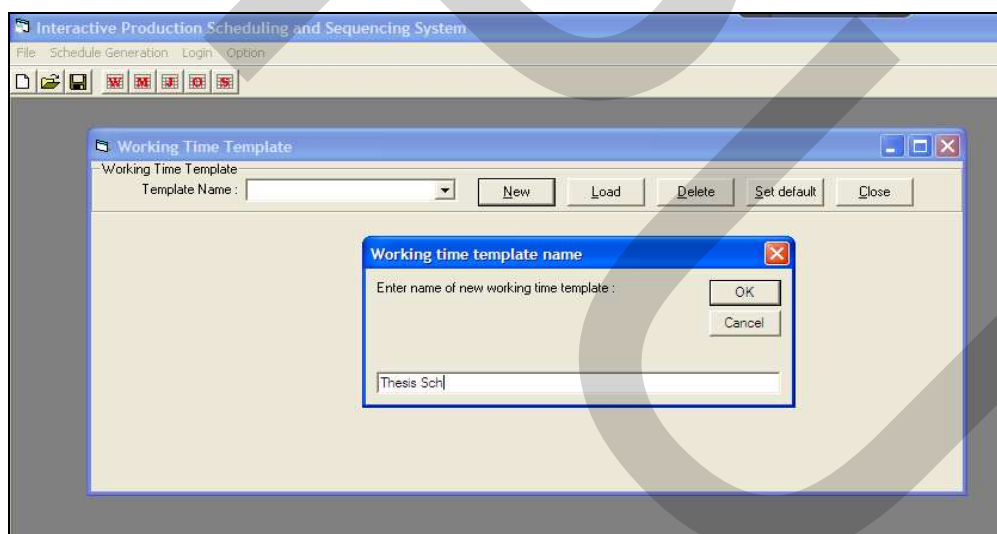 Interactive Production Scheduling and Sequencing System
File Schedule Generation Login Option
W M J O S
Working Time Template
Working Time Template
Template Name : New Load Delete Set default Close
Working time template name
Enter name of new working time template :
OK
Cancel
Thesis Sch